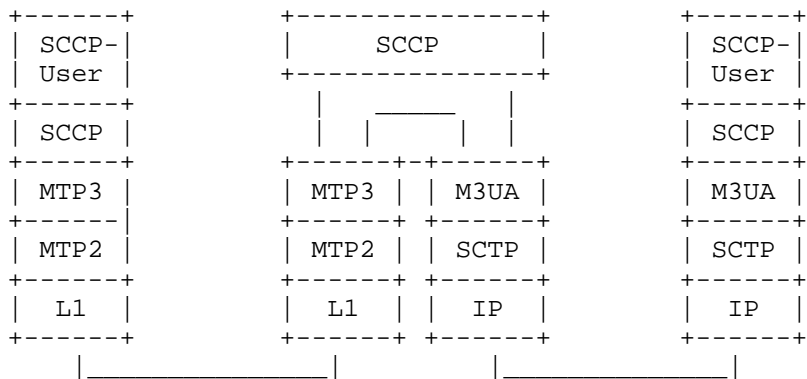 SCCP- SCCP SCCP-
User User
SCCP SCCP
MTP3 MTP3 M3UA M3UA
MTP2 MTP2 SCTP SCTP
L1 L1 IP IP